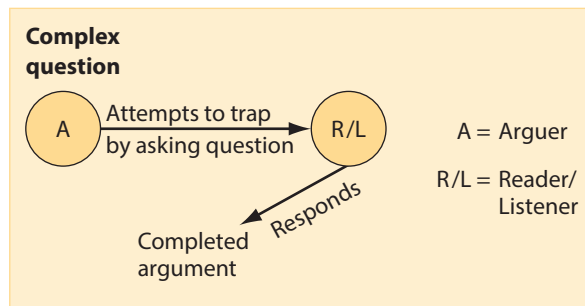 Complex
question
A
Attempts to trap
by asking question
R/L
A = Arguer
R/L = Reader/
Listener
Responds
Completed
argument